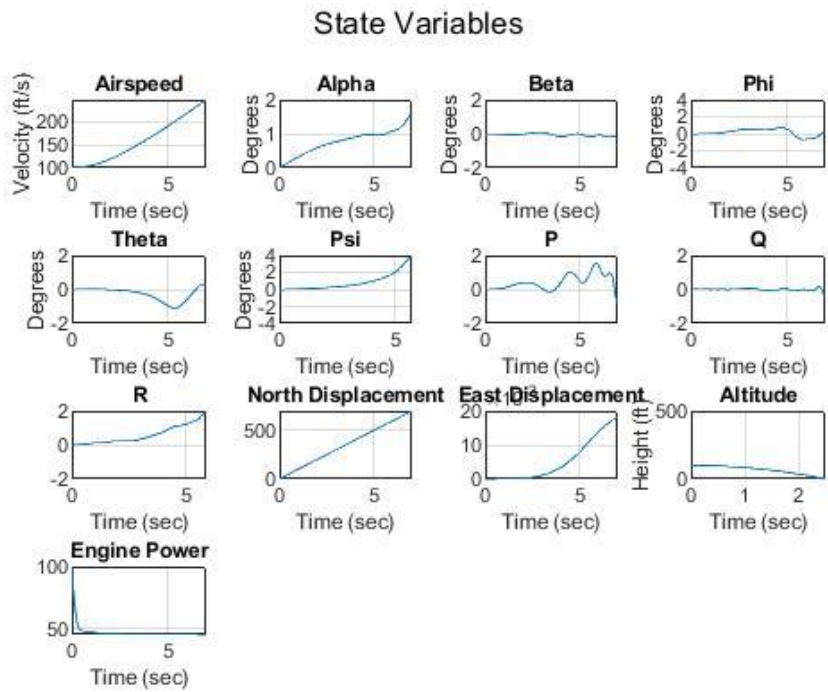 State Variables
Airspeed
Velocity (ft/s)
200
150
100
0
5
Time (sec)
Alpha
Degrees
2
1
0
0
5
Time (sec)
Beta
Degrees
2
0
-2
0
5
Time (sec)
Phi
Degrees
4
2
0
-2
-4
0
5
Time (sec)
Theta
Degrees
2
0
-2
0
5
Time (sec)
Psi
Degrees
4
2
0
-2
-4
0
5
Time (sec)
P
Degrees
2
0
-2
0
5
Time (sec)
Q
2
0
-2
0
5
Time (sec)
R
2
0
-2
0
5
Time (sec)
North Displacement
500
0
0
5
Time (sec)
East Displacement
20
10
0
0
5
Time (sec)
Altitude
Height (ft)
500
0
0
1
2
Time (sec)
Engine Power
100
50
0
5
Time (sec)